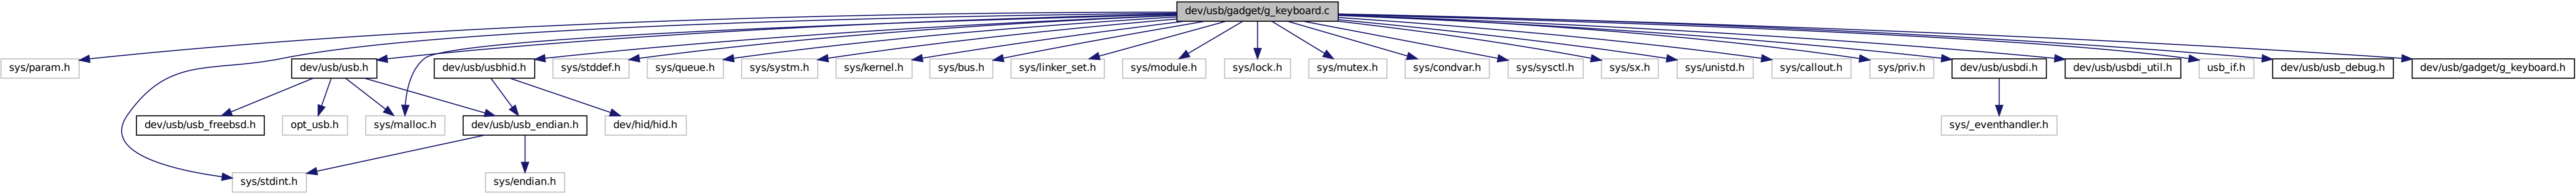 dev/usb/gadget/g_keyboard.c
sys/param.h
dev/usb/usb.h
dev/usb/usbhid.h
sys/stddef.h
sys/queue.h
sys/systm.h
sys/kernel.h
sys/bus.h
sys/linker_set.h
sys/module.h
sys/lock.h
sys/mutex.h
sys/condvar.h
sys/sysctl.h
sys/sx.h
sys/unistd.h
sys/callout.h
sys/priv.h
dev/usb/usbdi.h
dev/usb/usbdi_util.h
usb_if.h
dev/usb/usb_debug.h
dev/usb/gadget/g_keyboard.h
dev/usb/usb_freebsd.h
opt_usb.h
sys/malloc.h
dev/usb/usb_endian.h
dev/hid/hid.h
sys/_eventhandler.h
sys/stdint.h
sys/endian.h